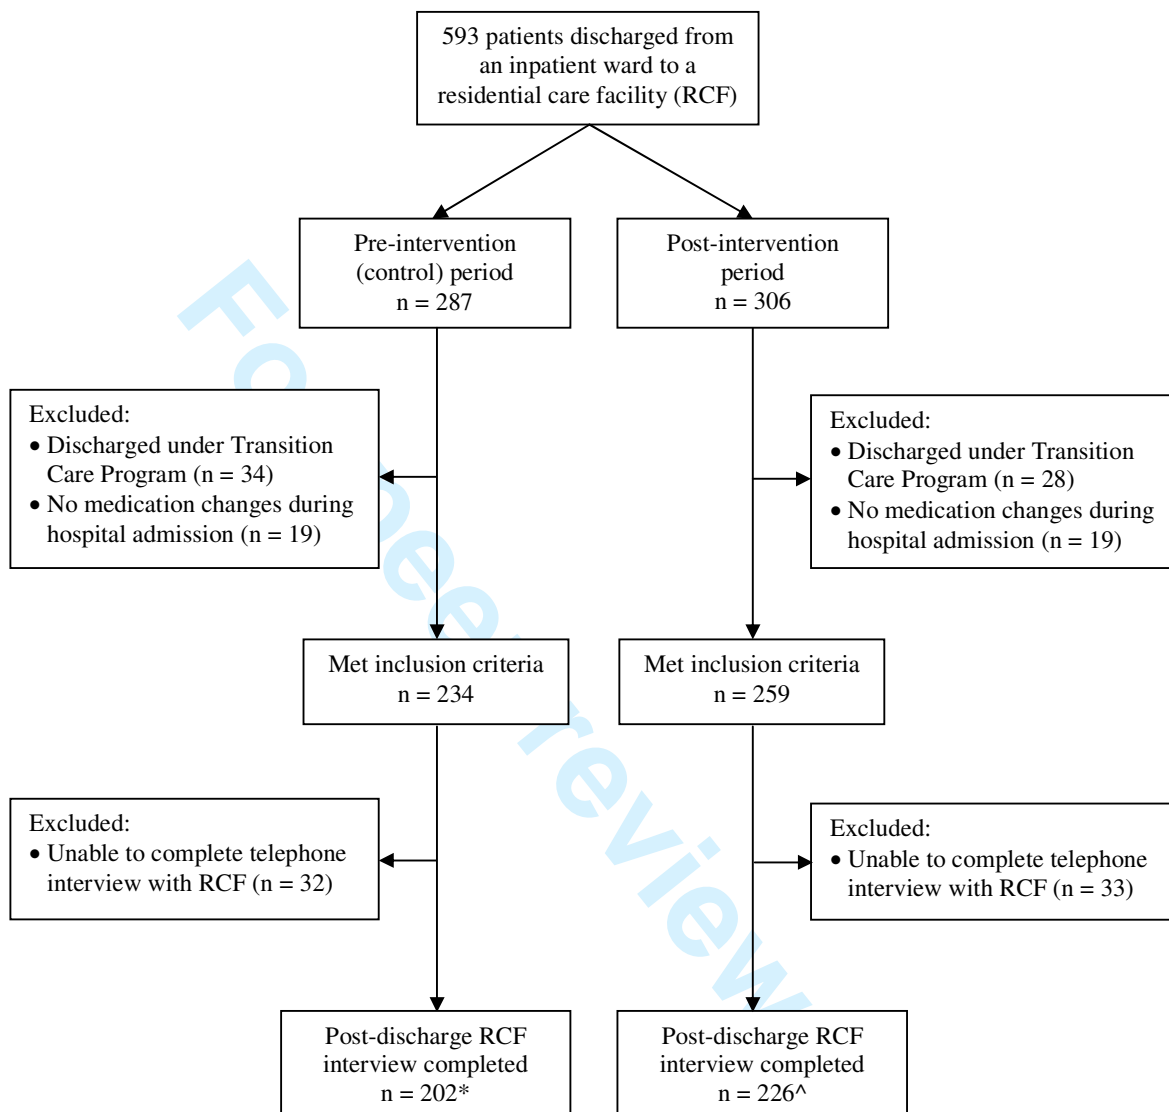 593 patients discharged from
an inpatient ward to a
residential care facility (RCF)
Pre-intervention
(control) period
n = 287
Post-intervention
period
n = 306
Excluded:
• Discharged under Transition
Care Program (n = 34)
• No medication changes during
hospital admission (n = 19)
Excluded:
• Discharged under Transition
Care Program (n = 28)
• No medication changes during
hospital admission (n = 19)
Met inclusion criteria
n = 234
Met inclusion criteria
n = 259
Excluded:
• Unable to complete telephone
interview with RCF (n = 32)
Excluded:
• Unable to complete telephone
interview with RCF (n = 33)
Post-discharge RCF
interview completed
n = 202*
Post-discharge RCF
interview completed
n = 226^
For peer review